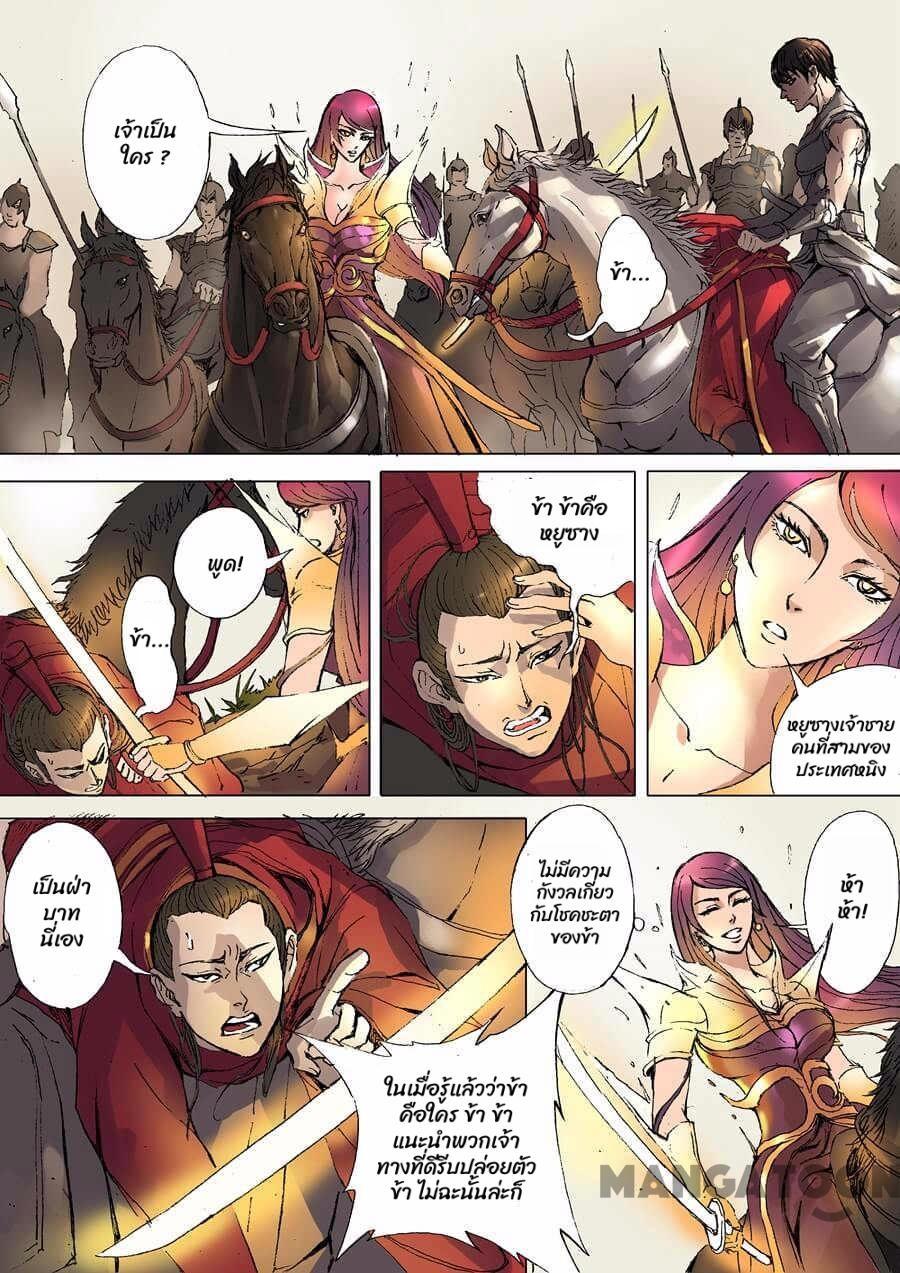 เจ้าเป็น
ใคร ?
ข้า...
พูด!
ข้า...
ข้า ข้าคือ
หยูซาง
หยูซางเจ้าชาย
คนที่สามของ
ประเทศหนิง
เป็นฝ่า
บาท
นี่เอง
ไม่มีความ
กังวลเกี่ยว
กับโชคชะตา
ของข้า
ห้า
ห้า!
ในเมื่อรู้แล้วว่าข้า
คือใคร ข้า ข้า
แนะนำพวกเจ้า
ทางที่ดีรีบปล่อยตัว
ข้า ไม่ฉะนั้นล่ะก็
MANGATOON